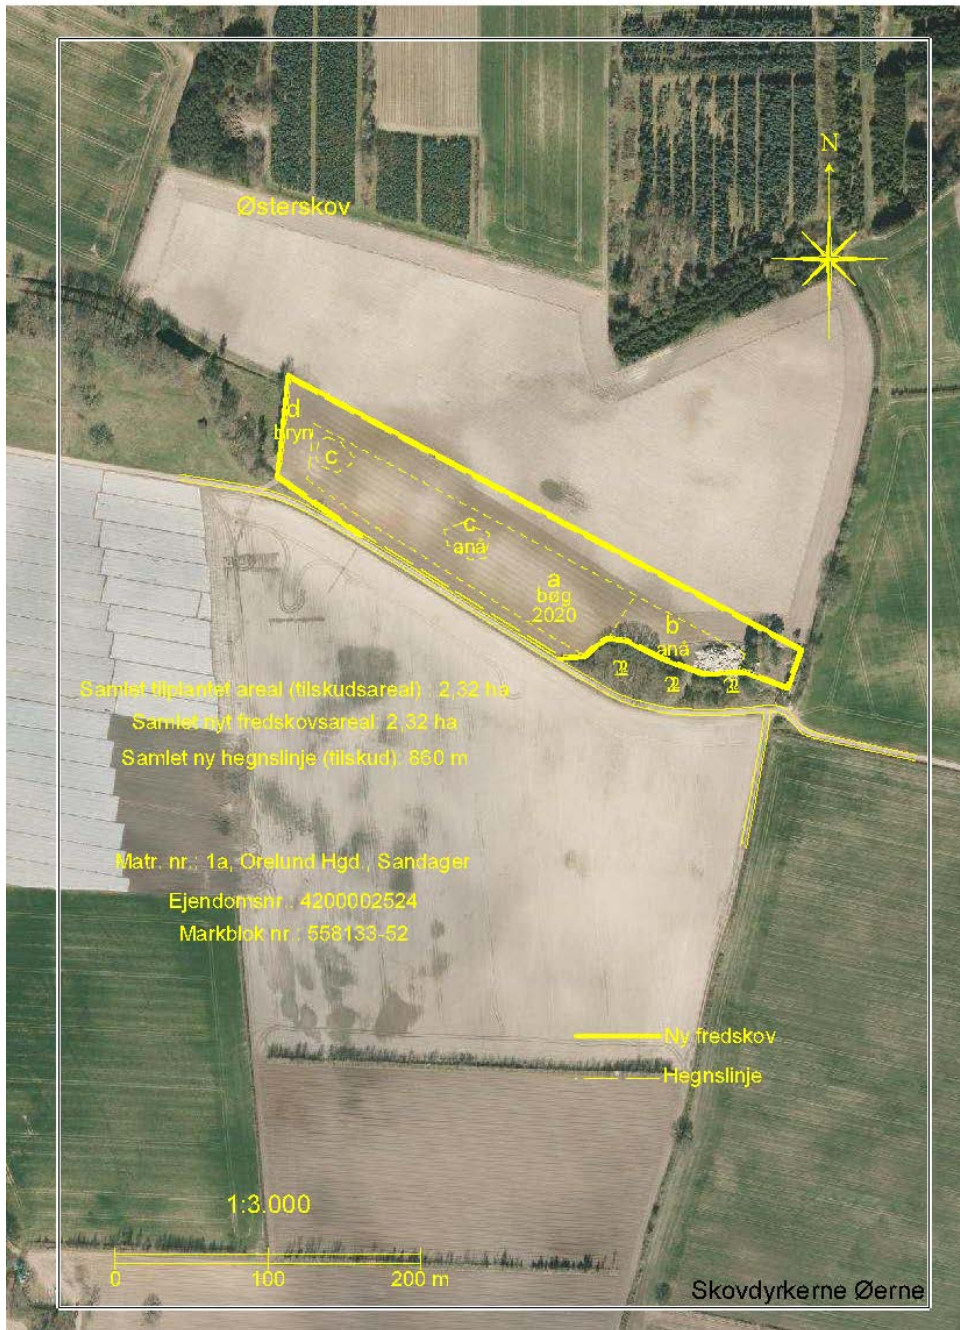 N
Østerskov
d
bryn
c
c
anå
a
bøg
2020
b
anå
Samlet tilplantet areal (tilskudsareal) : 2,32 ha
Samlet nyt fredskovsareal: 2,32 ha
Samlet ny hegnslinje (tilskud): 860 m
Matr. nr.: 1a, Orelund Hgd., Sandager
Ejendomsnr.: 4200002524
Markblok nr.: 558133-52
Ny fredskov
Hegnslinje
1:3.000
0 100 200 m
Skovdyrkerne Øerne